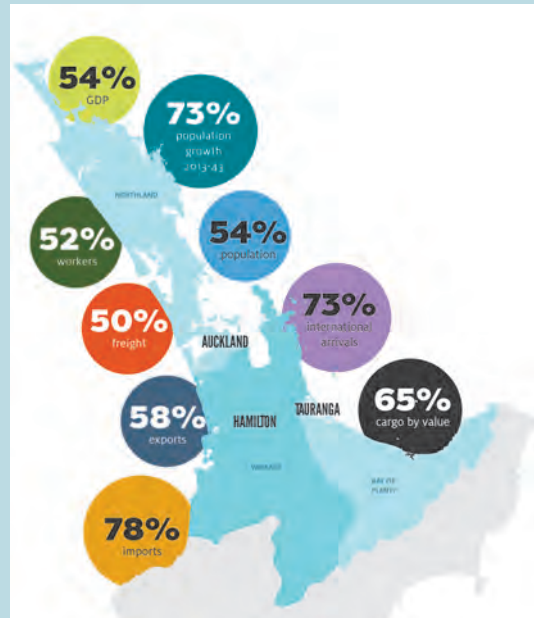 54%
GDP
73%
population
growth
2013-43
NORTHLAND
52%
workers
54%
population
50%
freight
AUCKLAND
73%
international
arrivals
58%
exports
HAMILTON
TAURANGA
65%
cargo by value
WAIKATO
BAY OF
PLENTY
78%
imports